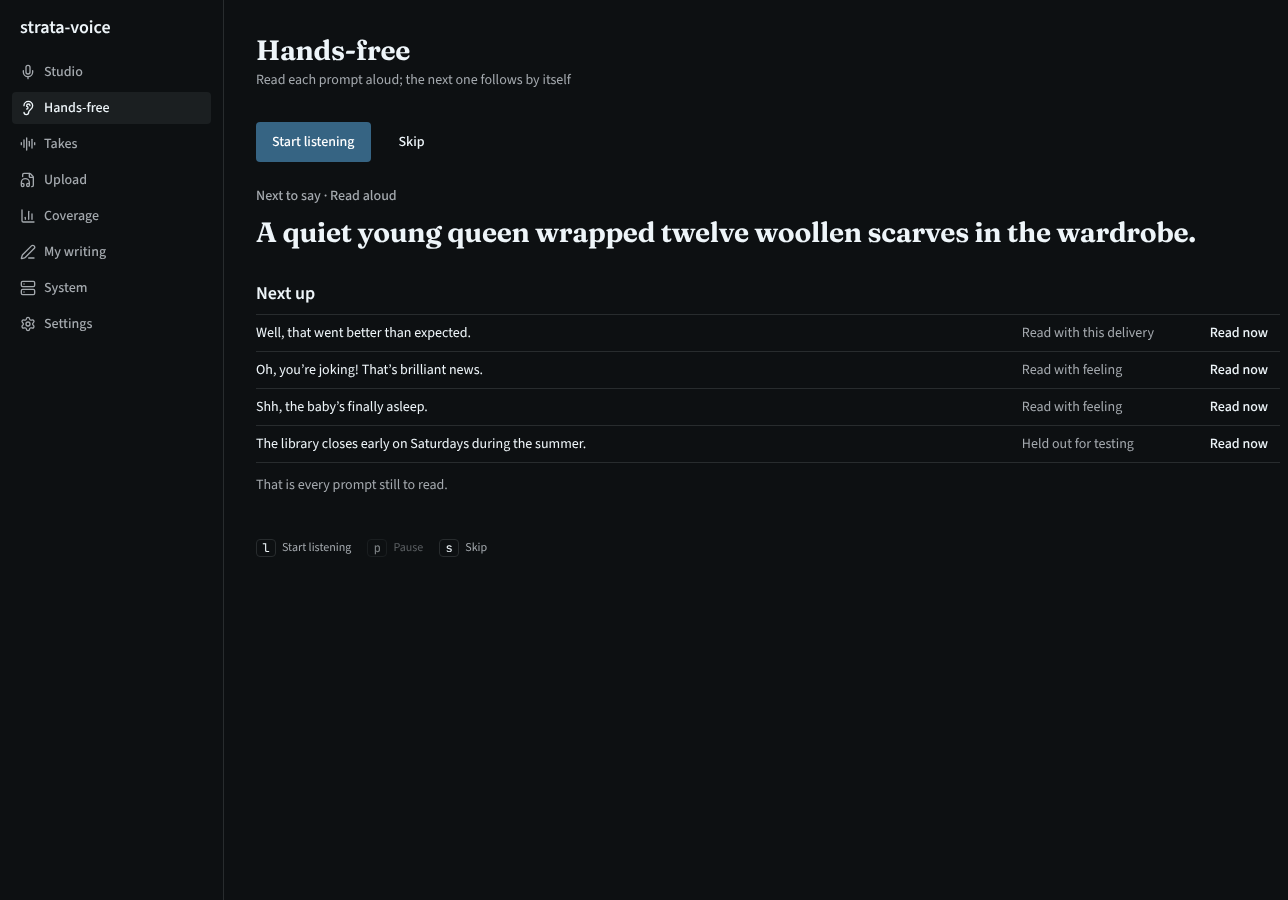 strata-voice
Studio
Hands-free
Takes
Upload
Coverage
My writing
System
Settings
Hands-free
Read each prompt aloud; the next one follows by itself
Start listening Skip
Next to say · Read aloud
A quiet young queen wrapped twelve woollen scarves in the wardrobe.
Next up
Well, that went better than expected. Read with this delivery Read now
Oh, you’re joking! That’s brilliant news. Read with feeling Read now
Shh, the baby’s finally asleep. Read with feeling Read now
The library closes early on Saturdays during the summer. Held out for testing Read now
That is every prompt still to read.
l Start listening p Pause s Skip